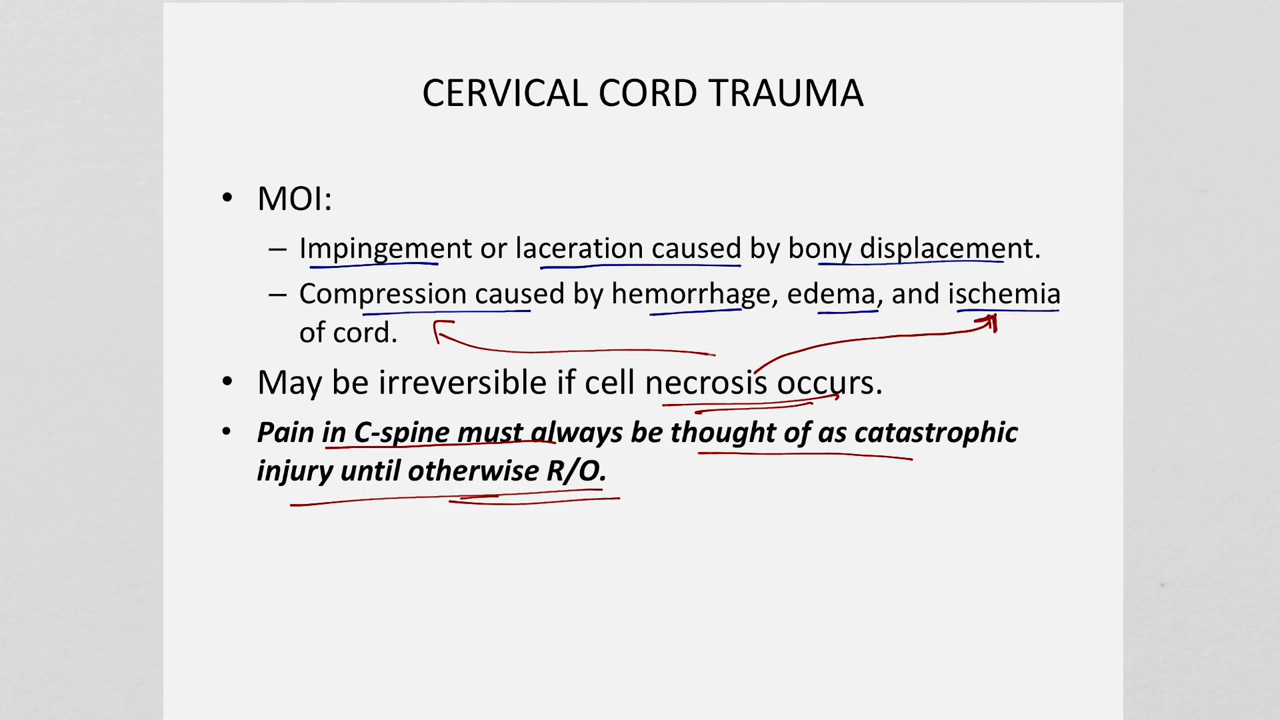 CERVICAL CORD TRAUMA
• MOI:
– Impingement or laceration caused by bony displacement.
– Compression caused by hemorrhage, edema, and ischemia
of cord.
• May be irreversible if cell necrosis occurs.
• Pain in C-spine must always be thought of as catastrophic
injury until otherwise R/O.